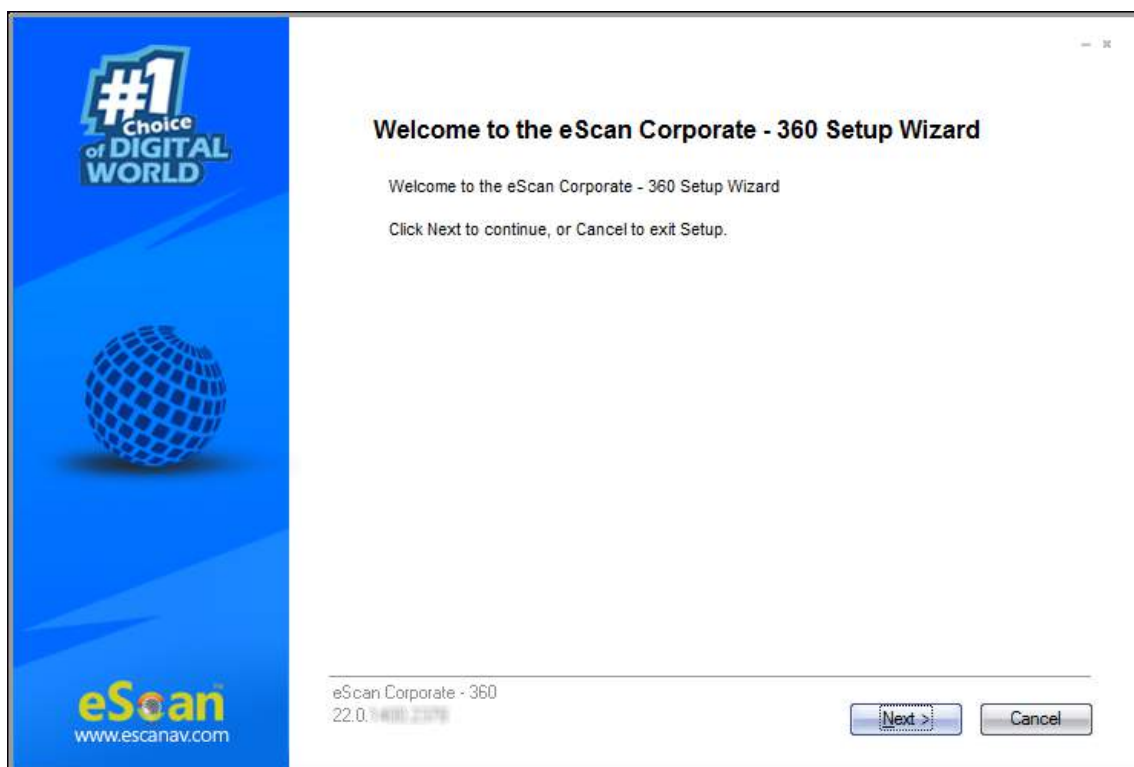 #1
Choice
of DIGITAL
WORLD
Welcome to the eScan Corporate - 360 Setup Wizard
Welcome to the eScan Corporate - 360 Setup Wizard
Click Next to continue, or Cancel to exit Setup.
eScan™
www.escanav.com
eScan Corporate - 360
22.0.
Next >
Cancel